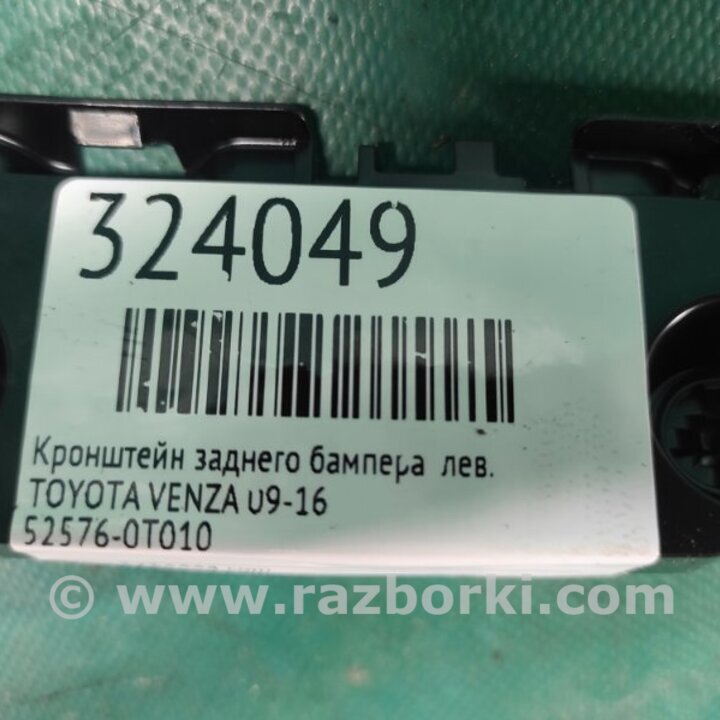 324049
Кронштейн заднего бампера лев.
TOYOTA VENZA 09-16
52576-0T010
© www.razborki.com